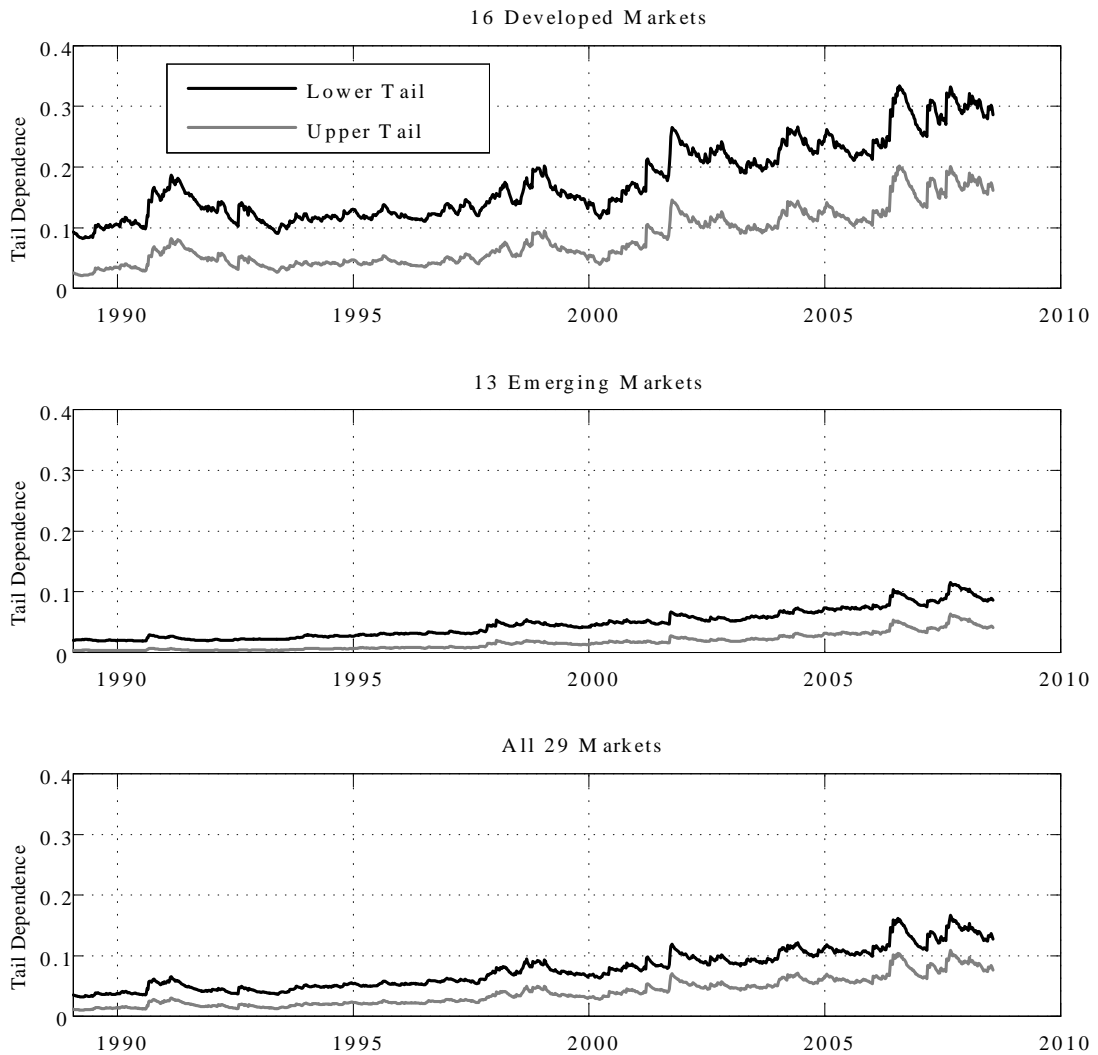 16 Developed Markets
0.4
0.3
0.2
0.1
0
Tail Dependence
Lower Tail
Upper Tail
1990 1995 2000 2005 2010
13 Emerging Markets
0.4
0.3
0.2
0.1
0
Tail Dependence
1990 1995 2000 2005 2010
All 29 Markets
0.4
0.3
0.2
0.1
0
Tail Dependence
1990 1995 2000 2005 2010